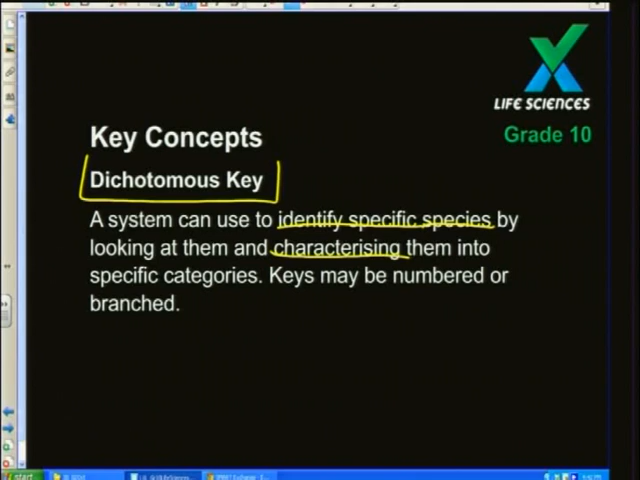 LIFE SCIENCES
Grade 10
Key Concepts
Dichotomous Key
A system can use to identify specific species by
looking at them and characterising them into
specific categories. Keys may be numbered or
branched.
start